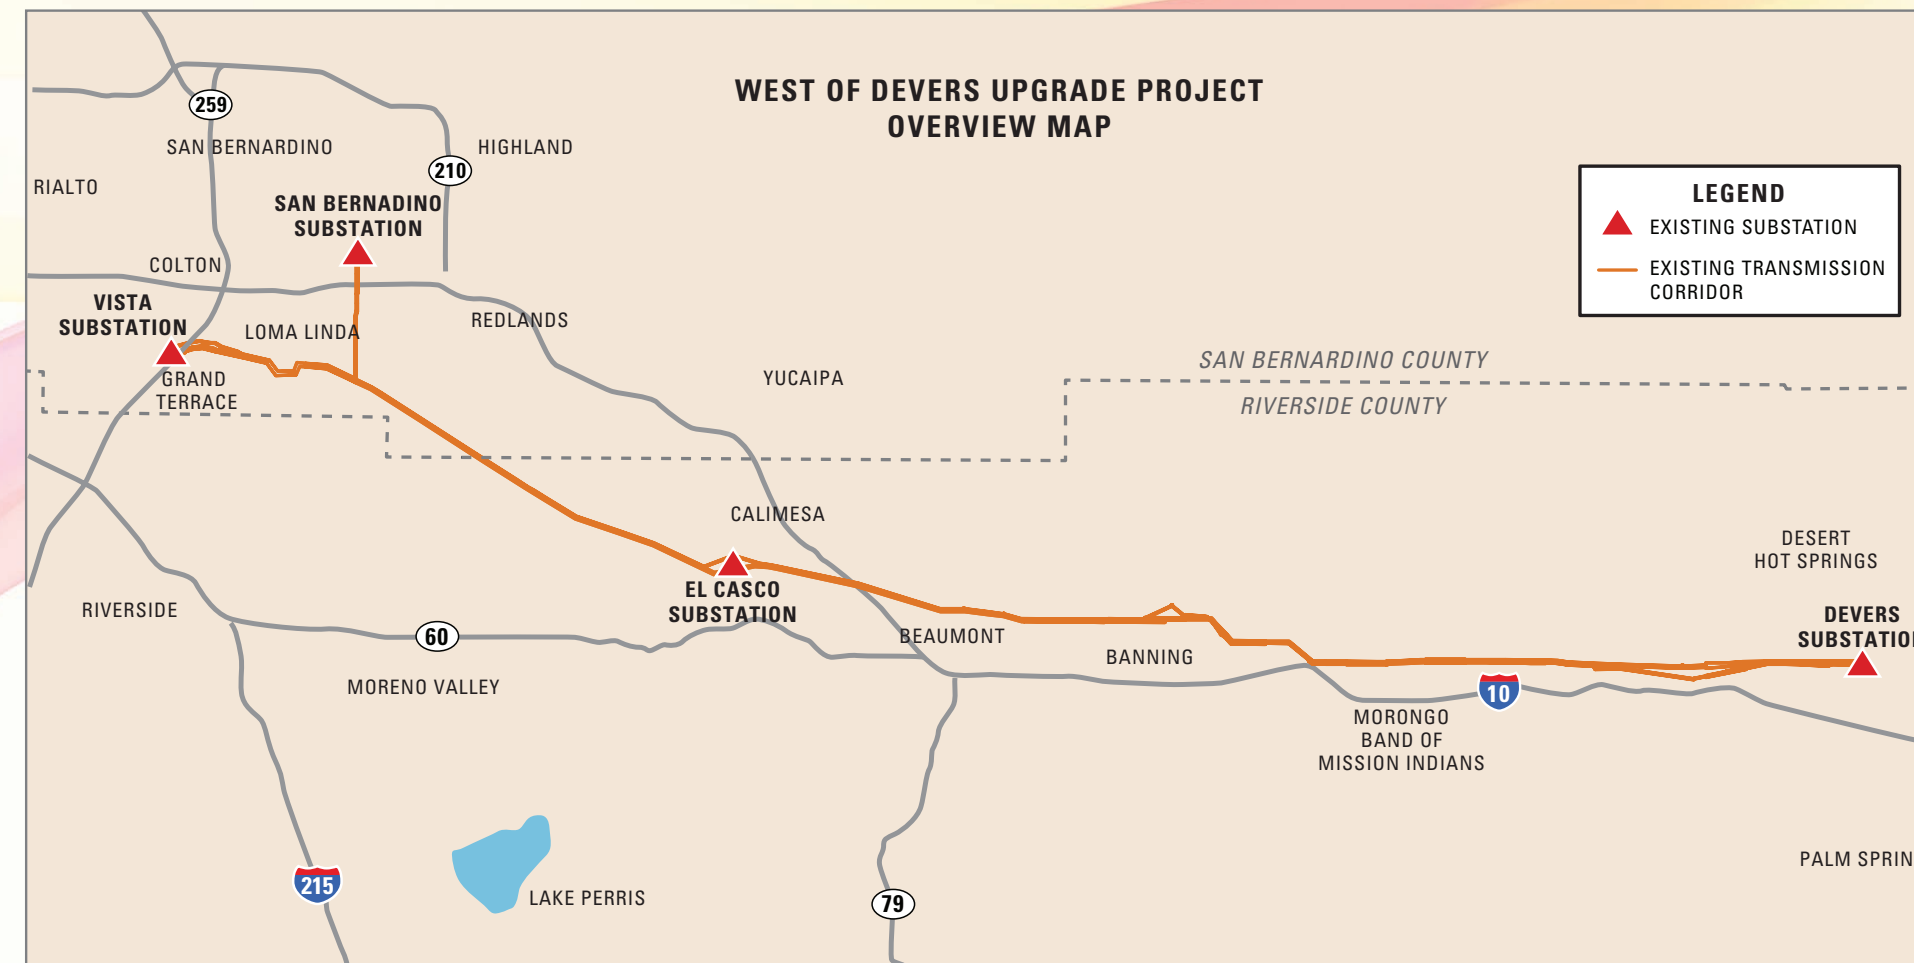 WEST OF DEVERS UPGRADE PROJECT
OVERVIEW MAP
259
SAN BERNARDINO
HIGHLAND
210
RIALTO
SAN BERNADINO
SUBSTATION
LEGEND
EXISTING SUBSTATION
EXISTING TRANSMISSION
CORRIDOR
COLTON
VISTA
SUBSTATION
LOMA LINDA
REDLANDS
GRAND
TERRACE
YUCAIPA
SAN BERNARDINO COUNTY
RIVERSIDE COUNTY
CALIMESA
DESERT
HOT SPRINGS
EL CASCO
SUBSTATION
RIVERSIDE
60
BEAUMONT
BANNING
DEVERS
SUBSTATIO
MORENO VALLEY
10
MORONGO
BAND OF
MISSION INDIANS
PALM SPRIN
215
LAKE PERRIS
79